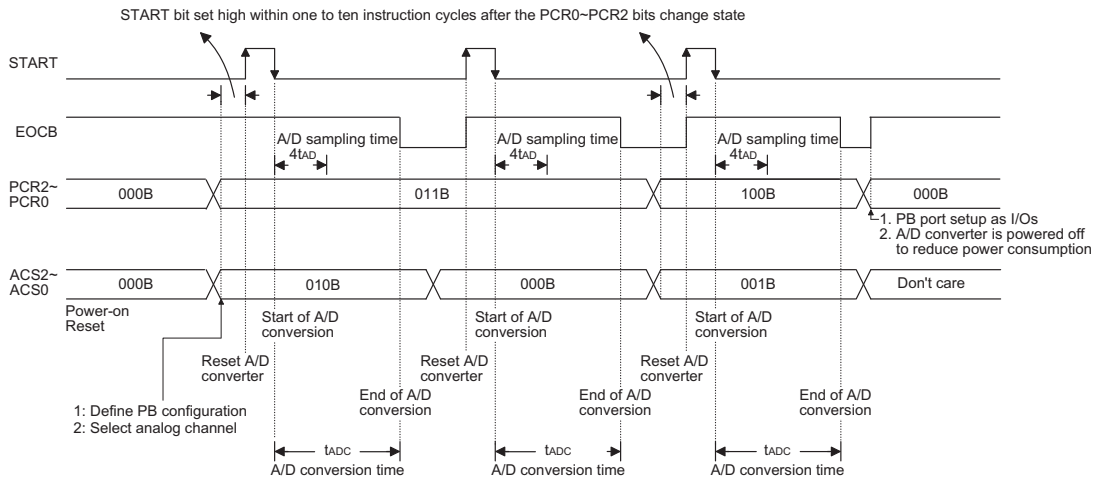 START bit set high within one to ten instruction cycles after the PCR0~PCR2 bits change state
START
EOCB
A/D sampling time
4tAD
A/D sampling time
4tAD
A/D sampling time
4tAD
PCR2~
PCR0
000B
011B
100B
000B
1. PB port setup as I/Os
2. A/D converter is powered off
to reduce power consumption
ACS2~
ACS0
000B
010B
000B
001B
Don't care
Power-on
Reset
Start of A/D
conversion
Start of A/D
conversion
Start of A/D
conversion
Reset A/D
converter
Reset A/D
converter
Reset A/D
converter
End of A/D
conversion
End of A/D
conversion
End of A/D
conversion
1: Define PB configuration
2: Select analog channel
tADC
A/D conversion time
tADC
A/D conversion time
tADC
A/D conversion time